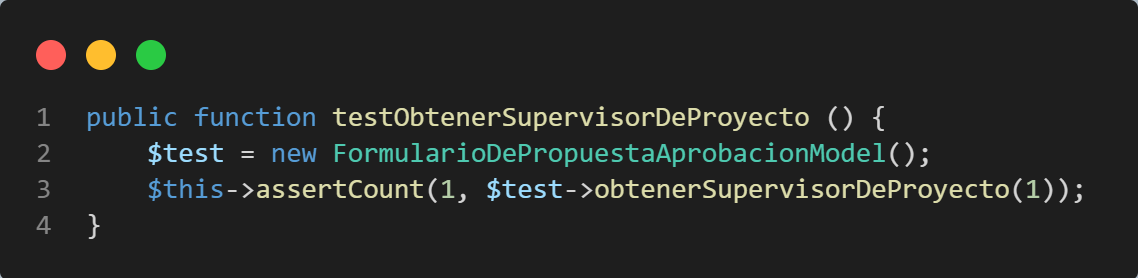 1 public function testObtenerSupervisorDeProyecto () {
2     $test = new FormularioDePropuestaAprobacionModel();
3     $this->assertCount(1, $test->obtenerSupervisorDeProyecto(1));
4 }